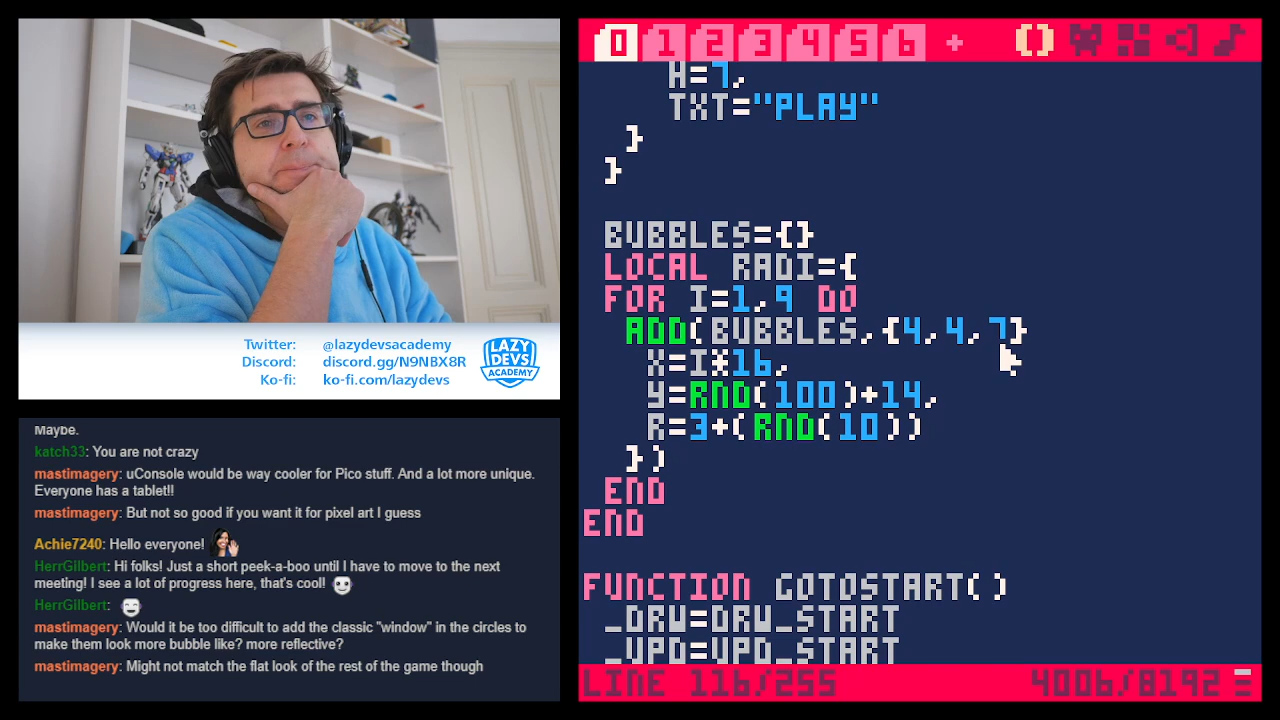 Twitter: @lazydevsacademy
Discord: discord.gg/N9NBX8R
Ko-fi: ko-fi.com/lazydevs
LAZY
DEVS
ACADEMY
Maybe.
katch33: You are not crazy
mastimagery: uConsole would be way cooler for Pico stuff. And a lot more unique.
Everyone has a tablet!!
mastimagery: But not so good if you want it for pixel art I guess
Achie7240: Hello everyone!
HerrGilbert: Hi folks! Just a short peek-a-boo until I have to move to the next
meeting! I see a lot of progress here, that's cool!
HerrGilbert:
mastimagery: Would it be too difficult to add the classic "window" in the circles to
make them look more bubble like? more reflective?
mastimagery: Might not match the flat look of the rest of the game though
0 1 2 3 4 5 6 + ()
H=7,
TXT="PLAY"
}
}
BUBBLES={}
LOCAL RADI={
FOR I=1,9 DO
ADD(BUBBLES,{4,4,7}
X=I*16,
Y=RND(100)+14,
R=3+(RND(10))
})
END
END
FUNCTION GOTOSTART()
_DRW=DRW_START
_UPD=UPD_START
LINE 116/255 4006/8192